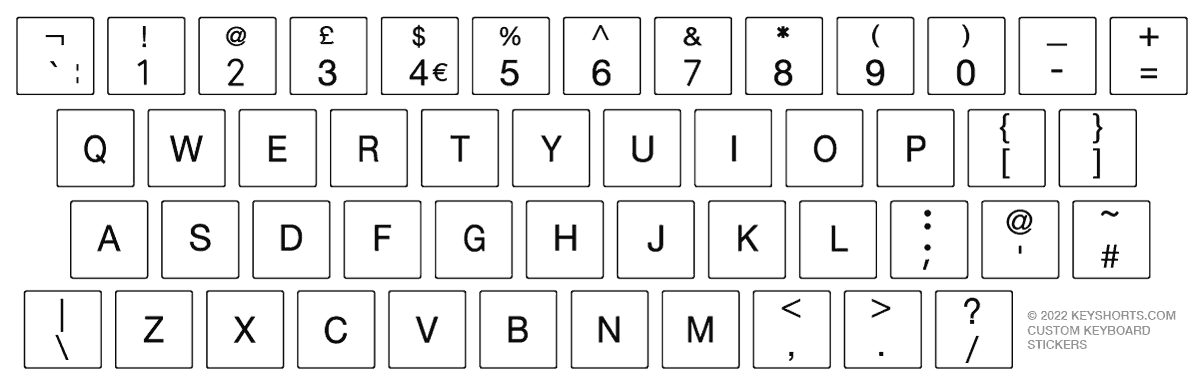 ¬ ! @ £ $ % ^ & * ( ) _ +
` ¦ 1 2 3 4€ 5 6 7 8 9 0 - =
Q W E R T Y U I O P { [ } ]
A S D F G H J K L : ; @ ' ~ #
| \ Z X C V B N M < , > . ? /
© 2022 KEYSHORTS.COM
CUSTOM KEYBOARD
STICKERS